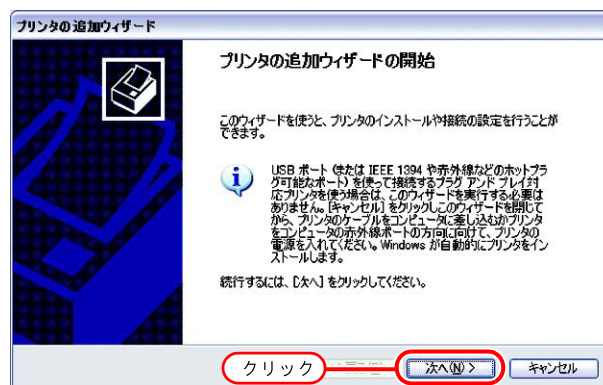 プリンタの追加ウィザード
プリンタの追加ウィザードの開始
このウィザードを使うと、プリンタのインストールや接続の設定を行うことが
できます。
USB ポート (または IEEE 1394 や赤外線などのホットプラ
グ可能なポート) を使って接続するプラグ アンド プレイ対
応プリンタを使う場合は、このウィザードを実行する必要は
ありません。[キャンセル] をクリックしてこのウィザードを閉じて
から、プリンタのケーブルをコンピュータに差し込むかプリンタ
をコンピュータの赤外線ポートの方向に向けて、プリンタの
電源を入れてください。Windows が自動的にプリンタをイン
ストールします。
続行するには、[次へ] をクリックしてください。
クリック
次へ(N) >
キャンセル